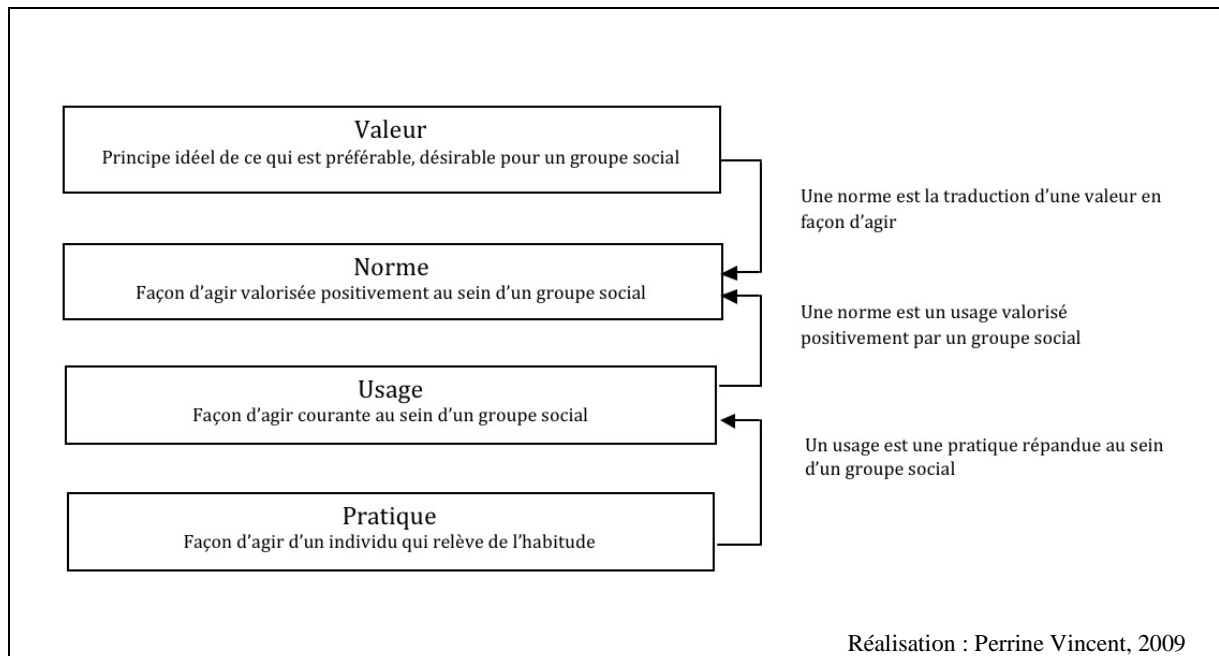 Valeur
Principe idéel de ce qui est préférable, désirable pour un groupe social
Une norme est la traduction d'une valeur en
façon d'agir
Norme
Façon d'agir valorisée positivement au sein d'un groupe social
Une norme est un usage valorisé
positivement par un groupe social
Usage
Façon d'agir courante au sein d'un groupe social
Un usage est une pratique répandue au sein
d'un groupe social
Pratique
Façon d'agir d'un individu qui relève de l'habitude
Réalisation : Perrine Vincent, 2009